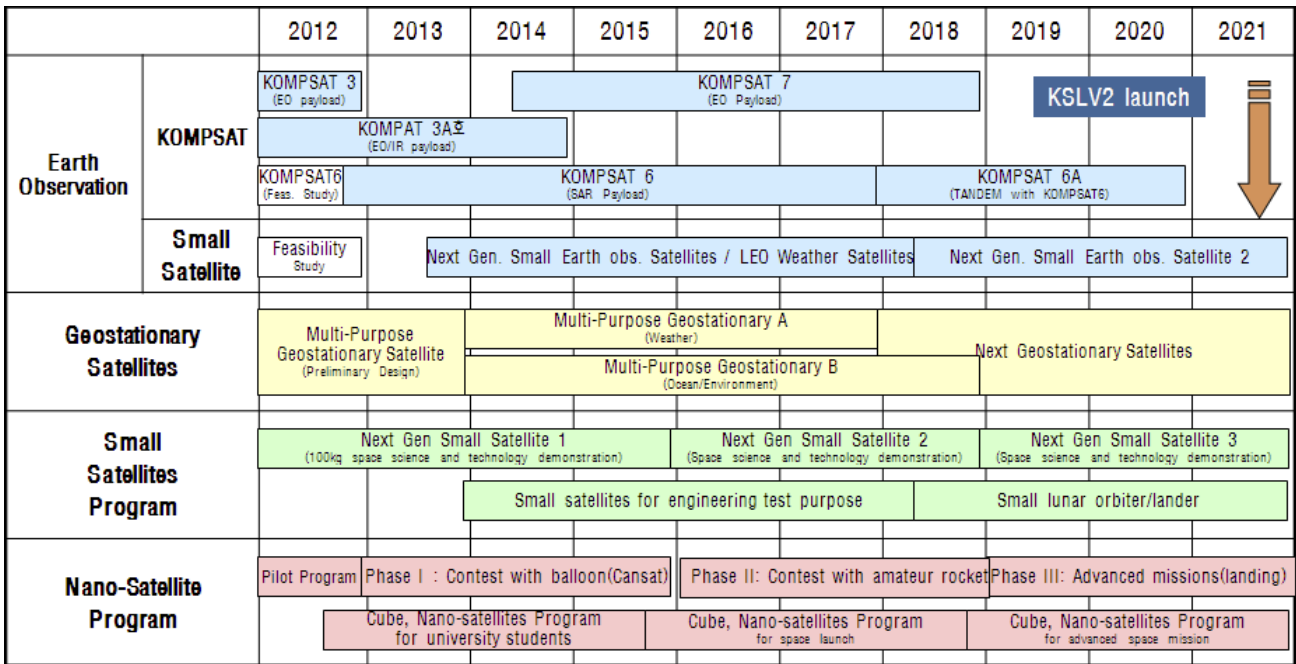 2012 2013 2014 2015 2016 2017 2018 2019 2020 2021
Earth
Observation
KOMPSAT
KOMPSAT 3
(EO payload)
KOMPSAT 7
(EO Payload)
KSLV2 launch
KOMPAT 3A호
(EO/IR payload)
KOMPSAT6
(Feas. Study)
KOMPSAT 6
(SAR Payload)
KOMPSAT 6A
(TANDEM with KOMPSAT6)
Small
Satellite
Feasibility
Study
Next Gen. Small Earth obs. Satellites / LEO Weather Satellites
Next Gen. Small Earth obs. Satellite 2
Geostationary
Satellites
Multi-Purpose
Geostationary Satellite
(Preliminary Design)
Multi-Purpose Geostationary A
(Weather)
Multi-Purpose Geostationary B
(Ocean/Environment)
Next Geostationary Satellites
Small
Satellites
Program
Next Gen Small Satellite 1
(100kg space science and technology demonstration)
Next Gen Small Satellite 2
(Space science and technology demonstration)
Next Gen Small Satellite 3
(Space science and technology demonstration)
Small satellites for engineering test purpose
Small lunar orbiter/lander
Nano-Satellite
Program
Pilot Program
Phase I : Contest with balloon(Cansat)
Phase II: Contest with amateur rocket
Phase III: Advanced missions(landing)
Cube, Nano-satellites Program
for university students
Cube, Nano-satellites Program
for space launch
Cube, Nano-satellites Program
for advanced space mission